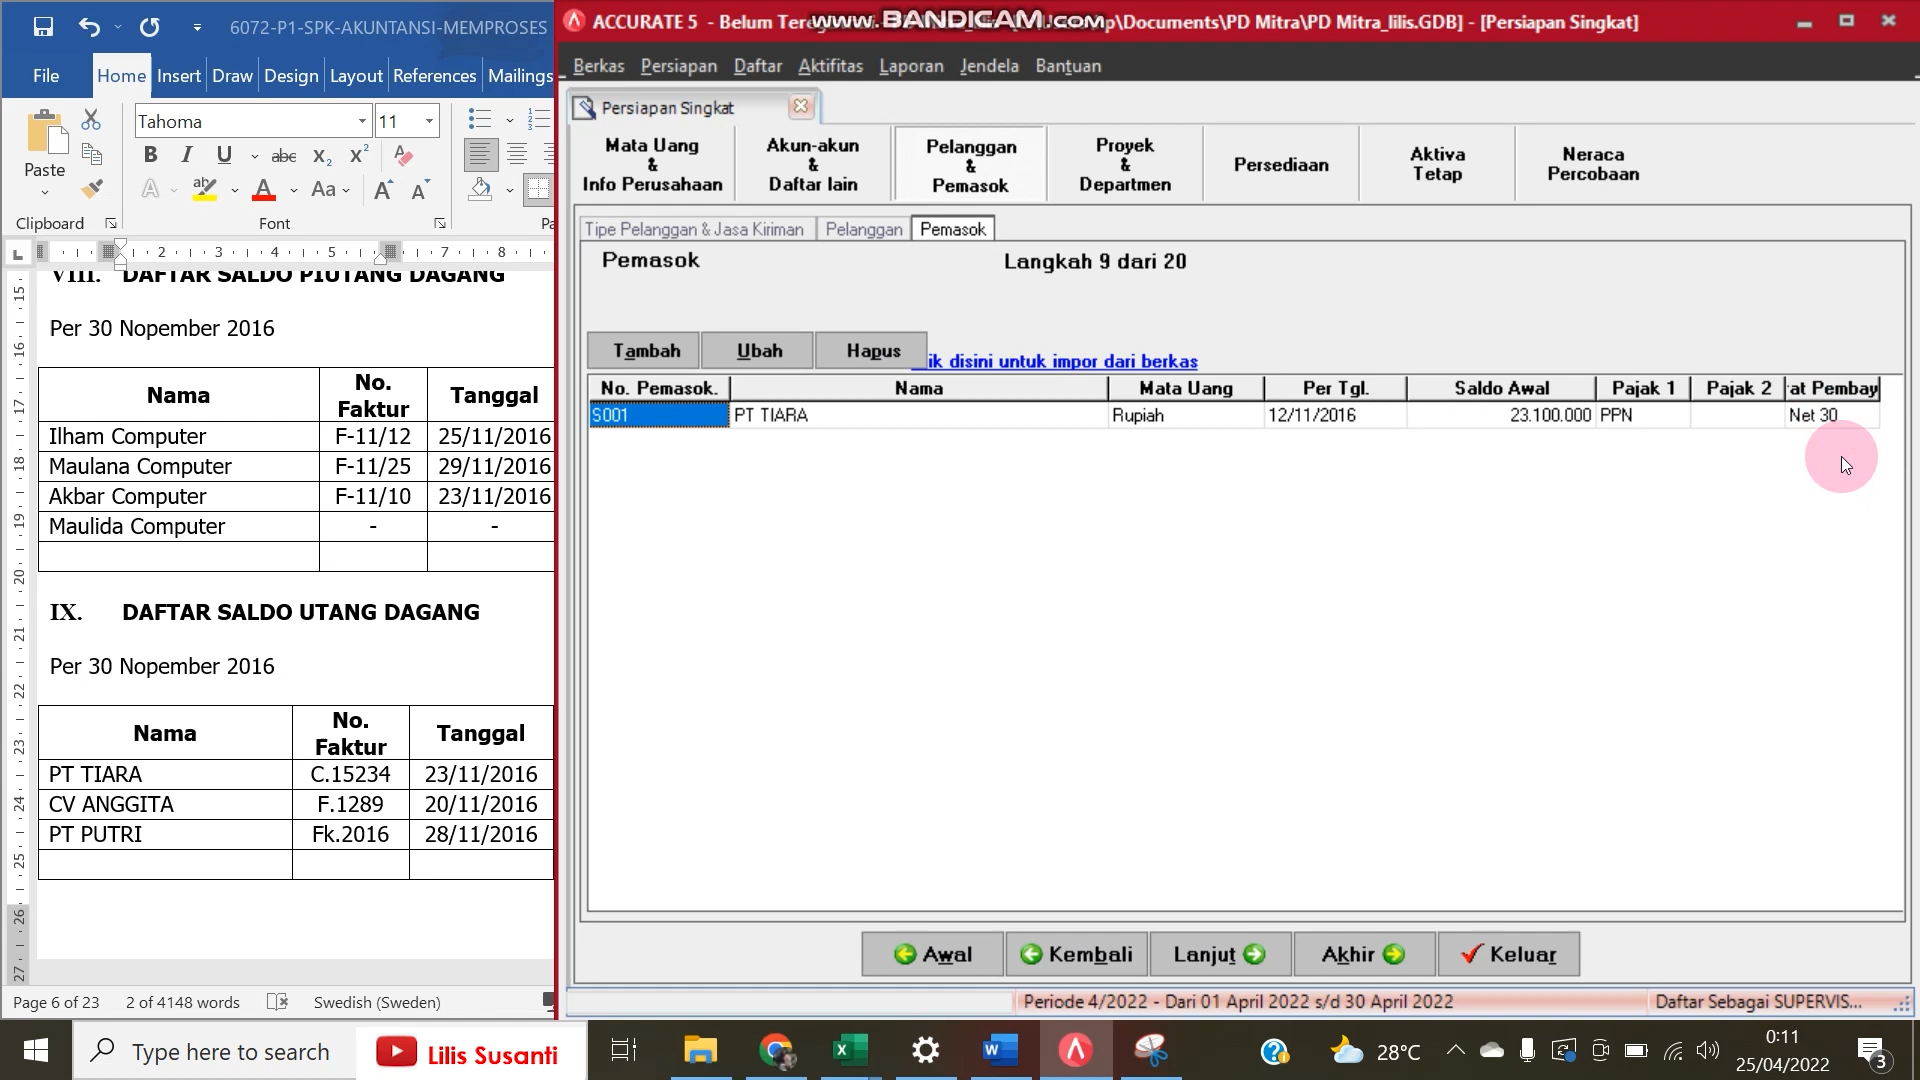 6072-P1-SPK-AKUNTANSI-MEMPROSES
File Home Insert Draw Design Layout References Mailings
Paste
Tahoma 11
Clipboard Font
VIII. DAFTAR SALDO PIUTANG DAGANG
Per 30 Nopember 2016
Nama No. Faktur Tanggal
Ilham Computer F-11/12 25/11/2016
Maulana Computer F-11/25 29/11/2016
Akbar Computer F-11/10 23/11/2016
Maulida Computer - -
IX. DAFTAR SALDO UTANG DAGANG
Per 30 Nopember 2016
Nama No. Faktur Tanggal
PT TIARA C.15234 23/11/2016
CV ANGGITA F.1289 20/11/2016
PT PUTRI Fk.2016 28/11/2016
Page 6 of 23 2 of 4148 words Swedish (Sweden)
ACCURATE 5 - Belum
www.BANDICAM.com
p\Documents\PD Mitra\PD Mitra_lilis.GDB] - [Persiapan Singkat]
Berkas Persiapan Daftar Aktifitas Laporan Jendela Bantuan
Persiapan Singkat
Mata Uang & Info Perusahaan
Akun-akun & Daftar lain
Pelanggan & Pemasok
Proyek & Departmen
Persediaan
Aktiva Tetap
Neraca Percobaan
Tipe Pelanggan & Jasa Kiriman Pelanggan Pemasok
Pemasok Langkah 9 dari 20
Tambah Ubah Hapus ik disini untuk impor dari berkas
No. Pemasok. Nama Mata Uang Per Tgl. Saldo Awal Pajak 1 Pajak 2 at Pembay
S001 PT TIARA Rupiah 12/11/2016 23.100.000 PPN Net 30
Awal Kembali Lanjut Akhir Keluar
Periode 4/2022 - Dari 01 April 2022 s/d 30 April 2022 Daftar Sebagai SUPERVIS...
Type here to search
Lilis Susanti
28°C
0:11
25/04/2022
3